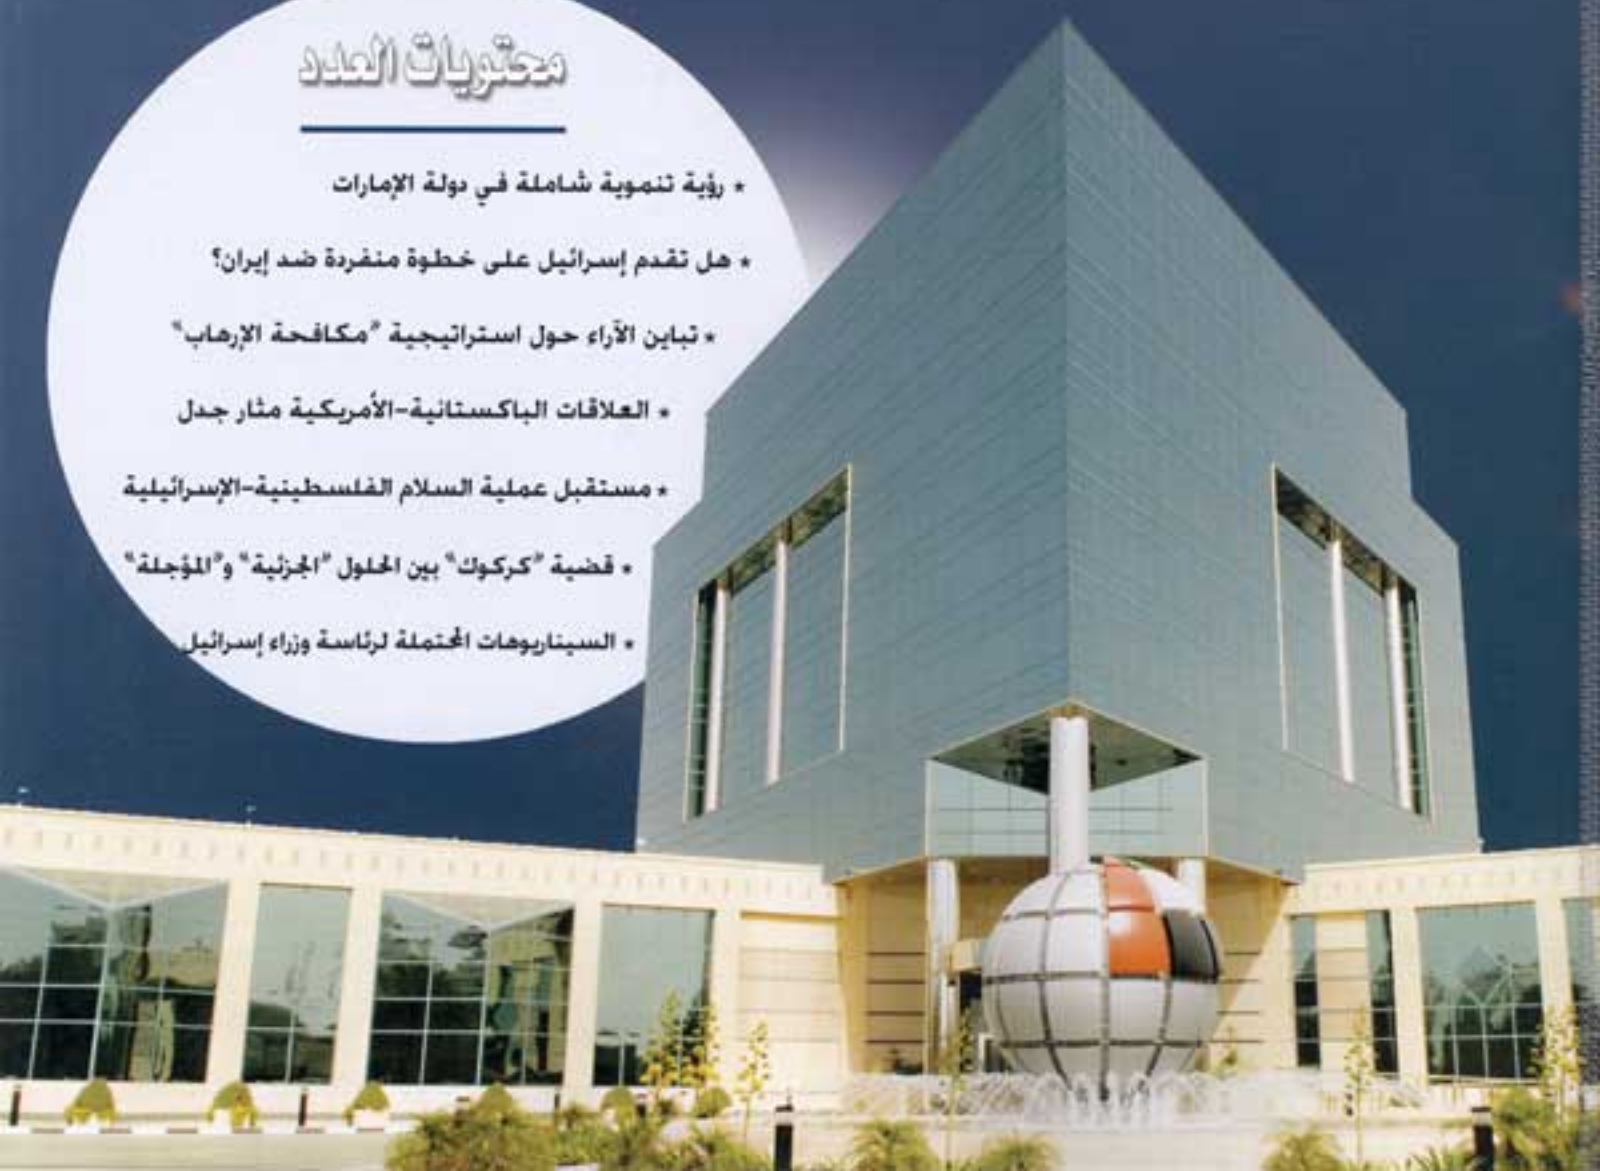 محتويات العدد
* رؤية تنموية شاملة في دولة الإمارات
* هل تقدم إسرائيل على خطوة منفردة ضد إيران؟
* تباين الآراء حول استراتيجية "مكافحة الإرهاب"
* العلاقات الباكستانية-الأمريكية مثار جدل
* مستقبل عملية السلام الفلسطينية-الإسرائيلية
* قضية "كركوك" بين الحلول "الجزئية" و"المؤجلة"
* السيناريوهات المحتملة لرئاسة وزراء إسرائيل